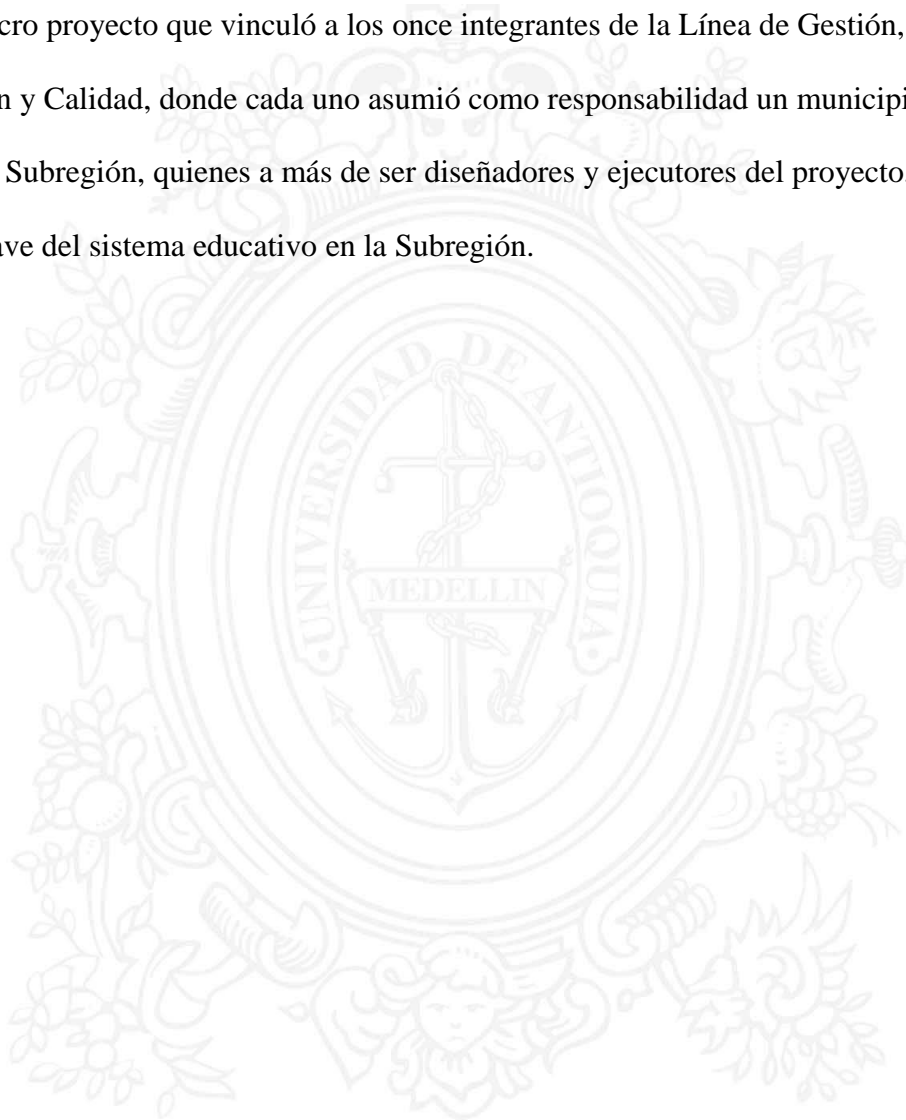 cro proyecto que vinculó a los once integrantes de la Línea de Gestión,
n y Calidad, donde cada uno asumió como responsabilidad un municipi
Subregión, quienes a más de ser diseñadores y ejecutores del proyecto
ave del sistema educativo en la Subregión.
UNIVERSIDAD DE ANTIOQUIA
MEDELLIN